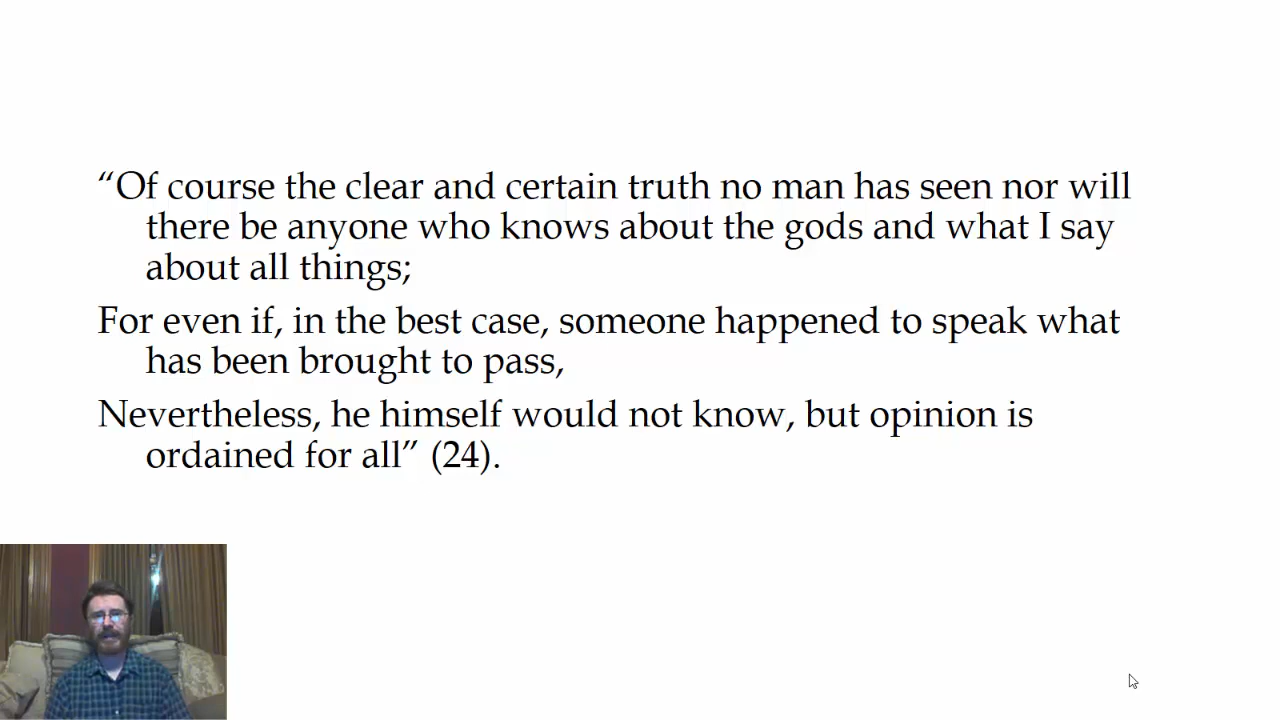 “Of course the clear and certain truth no man has seen nor will
there be anyone who knows about the gods and what I say
about all things;
For even if, in the best case, someone happened to speak what
has been brought to pass,
Nevertheless, he himself would not know, but opinion is
ordained for all” (24).